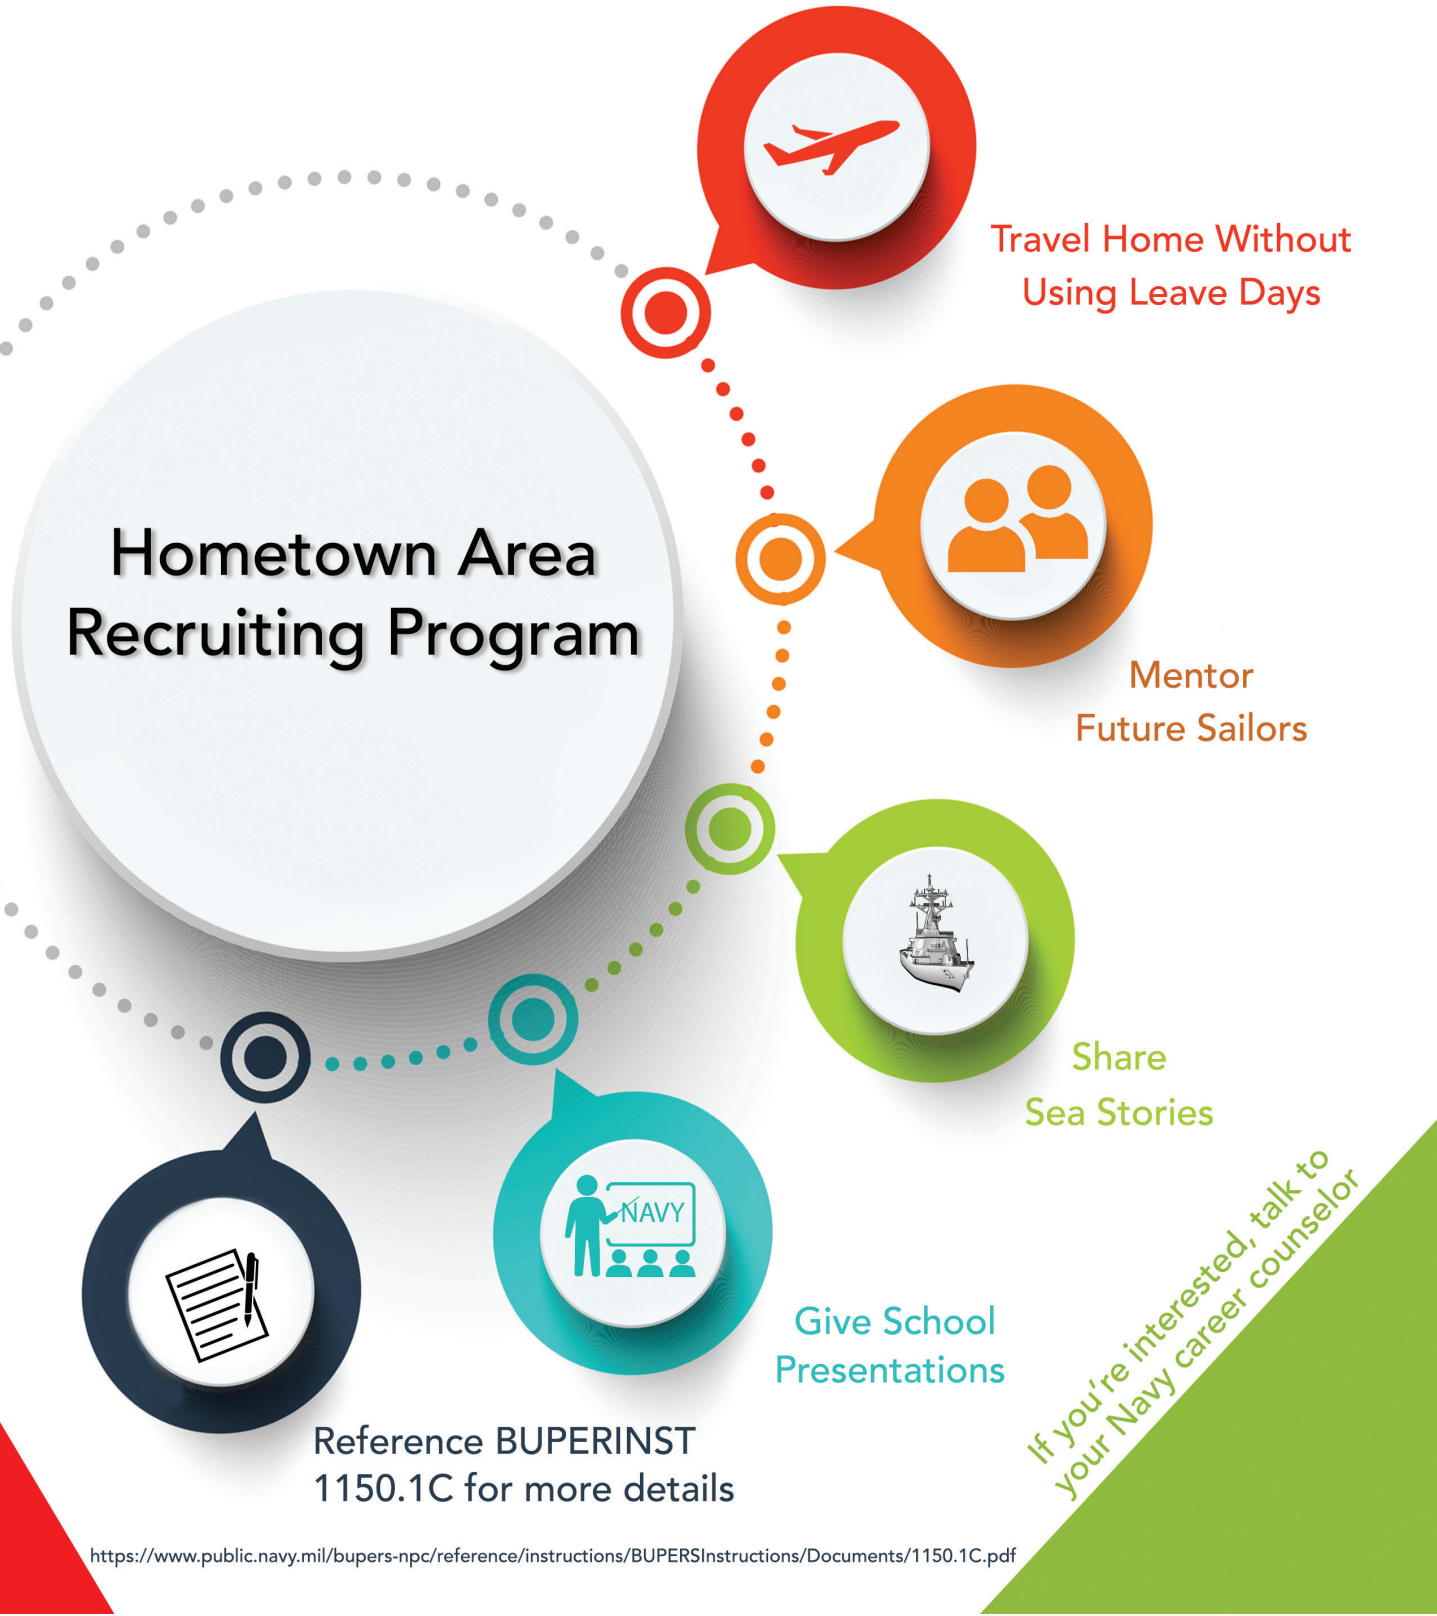 Travel Home Without
Using Leave Days
Hometown Area
Recruiting Program
Mentor
Future Sailors
Share
Sea Stories
NAVY
Give School
Presentations
Reference BUPERINST
1150.1C for more details
If you're interested, talk to
your Navy career counselor
https://www.public.navy.mil/bupers-npc/reference/instructions/BUPERSInstructions/Documents/1150.1C.pdf